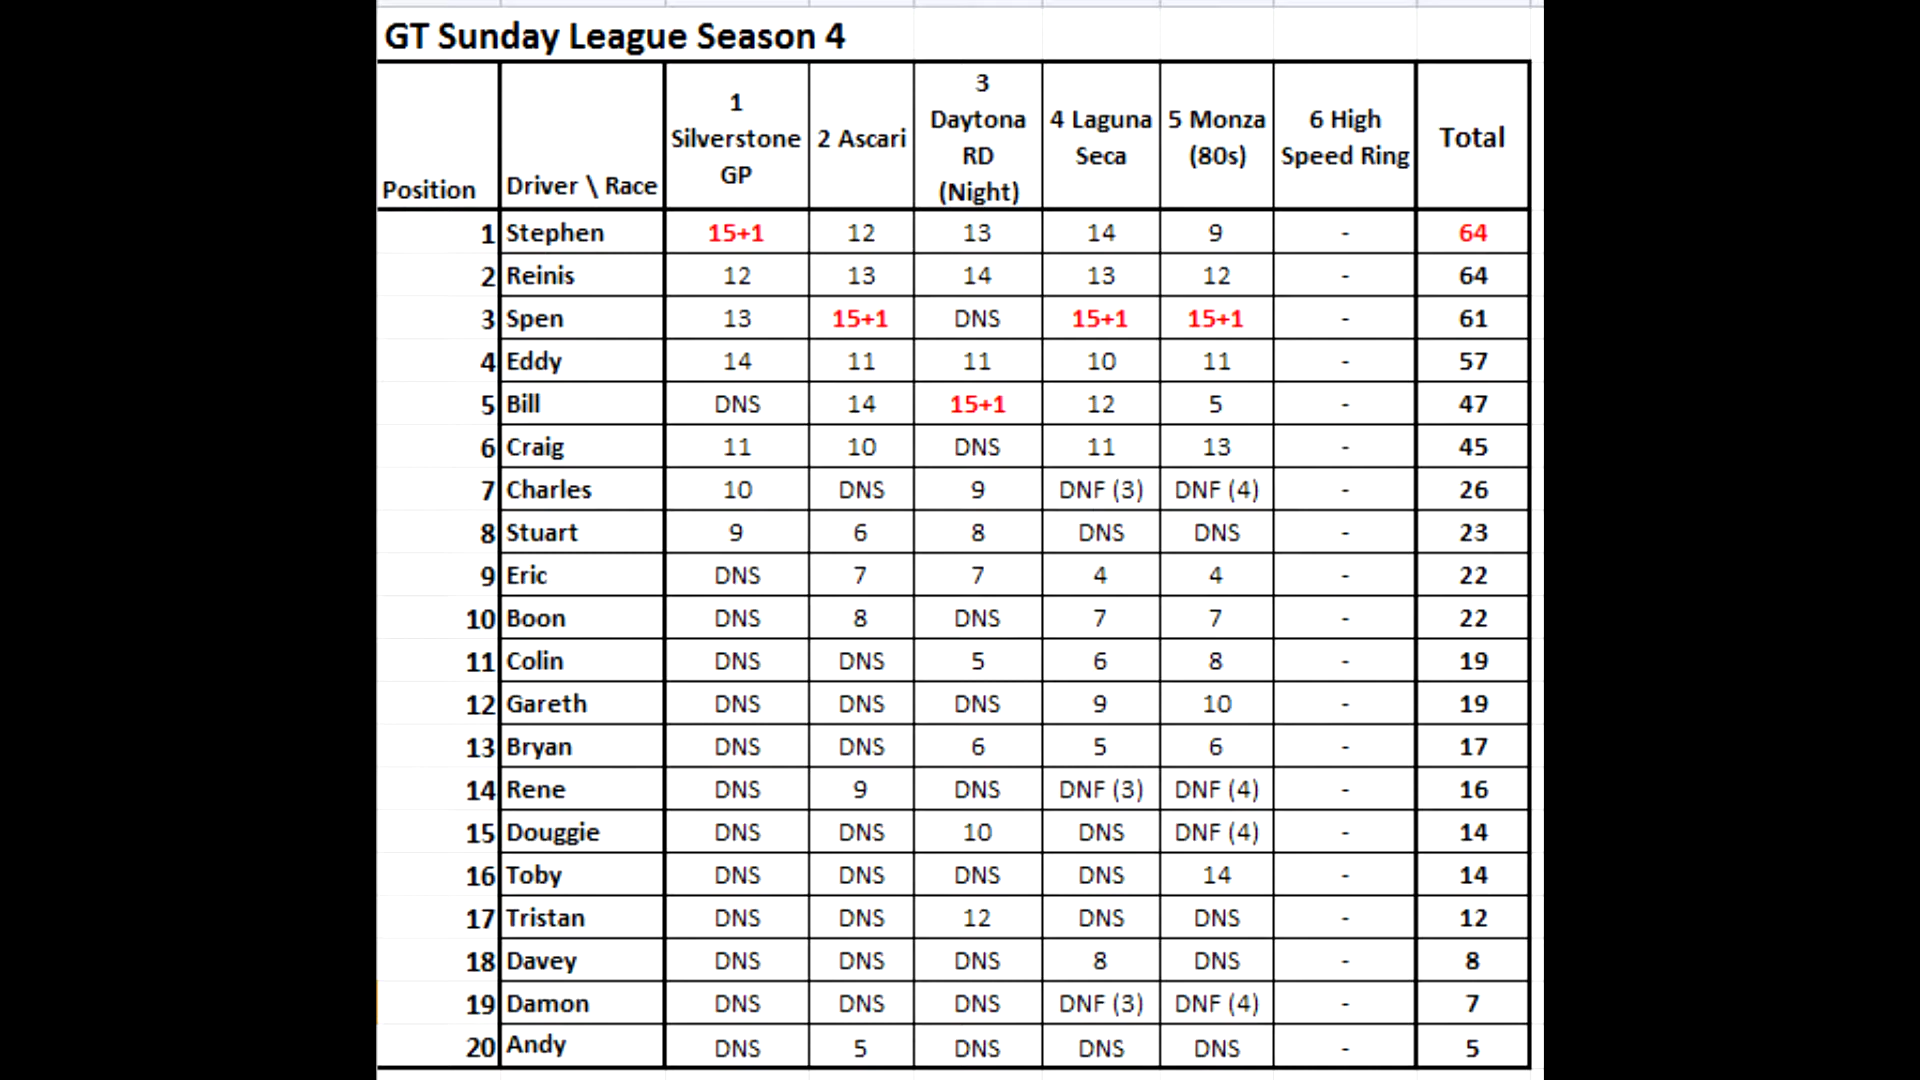 GT Sunday League Season 4
Position Driver \ Race 1 Silverstone GP 2 Ascari 3 Daytona RD (Night) 4 Laguna Seca 5 Monza (80s) 6 High Speed Ring Total
1 Stephen 15+1 12 13 14 9 - 64
2 Reinis 12 13 14 13 12 - 64
3 Spen 13 15+1 DNS 15+1 15+1 - 61
4 Eddy 14 11 11 10 11 - 57
5 Bill DNS 14 15+1 12 5 - 47
6 Craig 11 10 DNS 11 13 - 45
7 Charles 10 DNS 9 DNF (3) DNF (4) - 26
8 Stuart 9 6 8 DNS DNS - 23
9 Eric DNS 7 7 4 4 - 22
10 Boon DNS 8 DNS 7 7 - 22
11 Colin DNS DNS 5 6 8 - 19
12 Gareth DNS DNS DNS 9 10 - 19
13 Bryan DNS DNS 6 5 6 - 17
14 Rene DNS 9 DNS DNF (3) DNF (4) - 16
15 Douggie DNS DNS 10 DNS DNF (4) - 14
16 Toby DNS DNS DNS DNS 14 - 14
17 Tristan DNS DNS 12 DNS DNS - 12
18 Davey DNS DNS DNS 8 DNS - 8
19 Damon DNS DNS DNS DNF (3) DNF (4) - 7
20 Andy DNS 5 DNS DNS DNS - 5